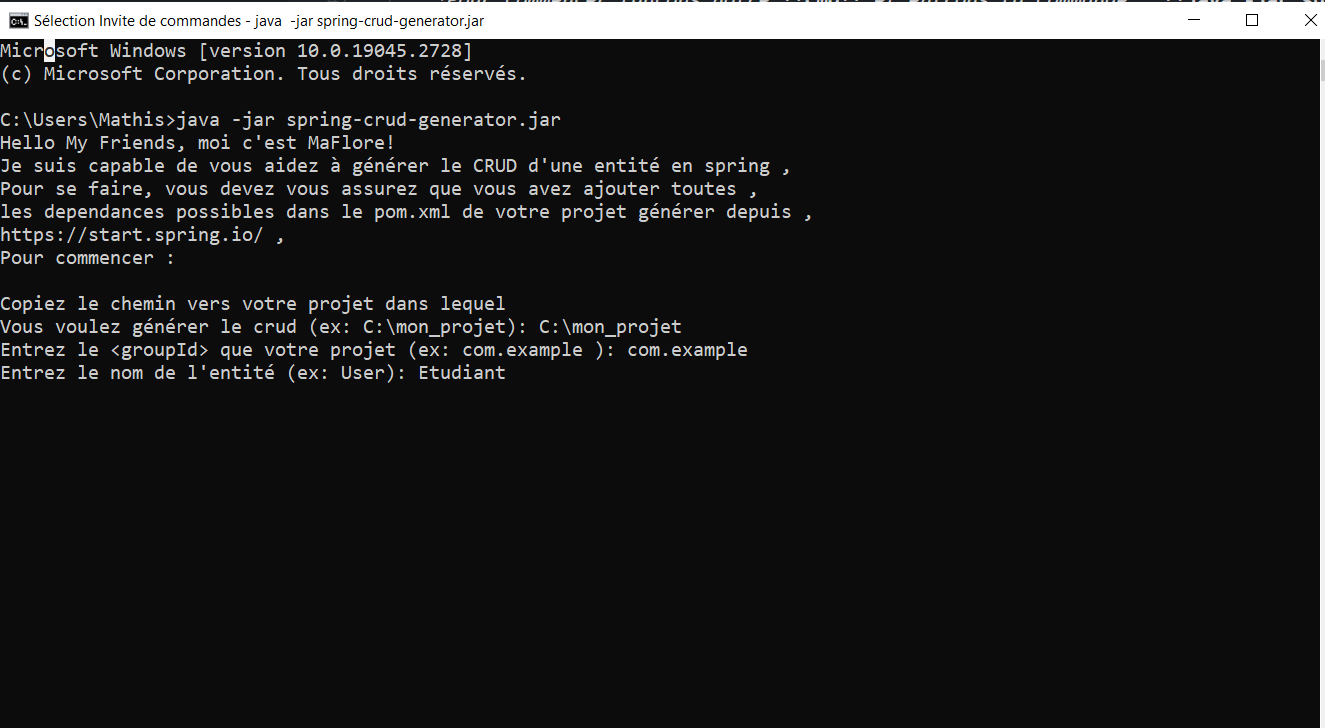 Sélection Invite de commandes - java  -jar spring-crud-generator.jar
Microsoft Windows [version 10.0.19045.2728]
(c) Microsoft Corporation. Tous droits réservés.
C:\Users\Mathis>java -jar spring-crud-generator.jar
Hello My Friends, moi c'est MaFlore!
Je suis capable de vous aidez à générer le CRUD d'une entité en spring ,
Pour se faire, vous devez vous assurez que vous avez ajouter toutes ,
les dependances possibles dans le pom.xml de votre projet générer depuis ,
https://start.spring.io/ ,
Pour commencer :
Copiez le chemin vers votre projet dans lequel
Vous voulez générer le crud (ex: C:\mon_projet): C:\mon_projet
Entrez le <groupId> que votre projet (ex: com.example ): com.example
Entrez le nom de l'entité (ex: User): Etudiant